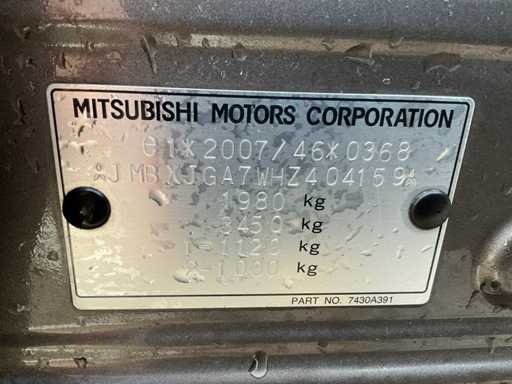 MITSUBISHI MOTORS CORPORATION
e1*2007/46*0368
JMBXJGA7WHZ404159
1980 kg
3450 kg
1-1120 kg
2-1000 kg
PART NO. 7430A391